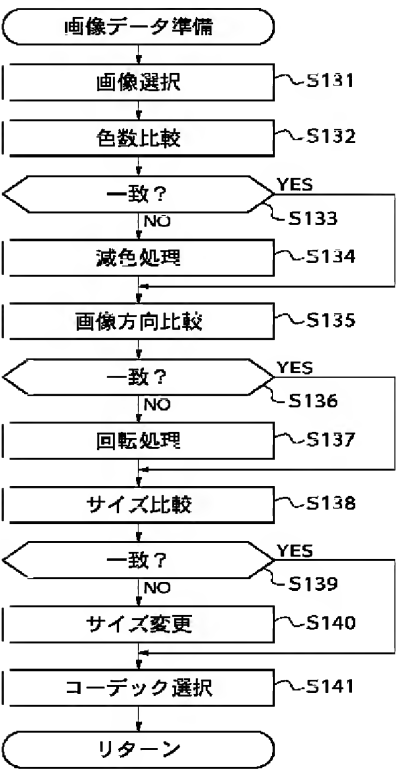 画像データ準備
画像選択 S131
色数比較 S132
一致？ YES
S133
NO
減色処理 S134
画像方向比較 S135
一致？ YES
S136
NO
回転処理 S137
サイズ比較 S138
一致？ YES
S139
NO
サイズ変更 S140
コーデック選択 S141
リターン